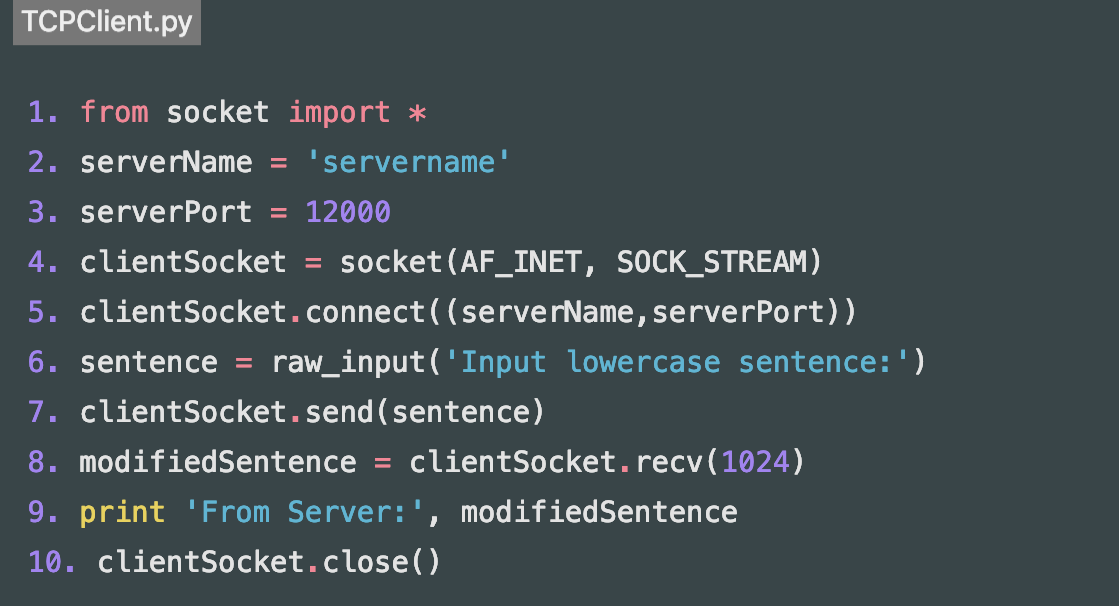 TCPClient.py
1. from socket import *
2. serverName = 'servername'
3. serverPort = 12000
4. clientSocket = socket(AF_INET, SOCK_STREAM)
5. clientSocket.connect((serverName,serverPort))
6. sentence = raw_input('Input lowercase sentence:')
7. clientSocket.send(sentence)
8. modifiedSentence = clientSocket.recv(1024)
9. print 'From Server:', modifiedSentence
10. clientSocket.close()